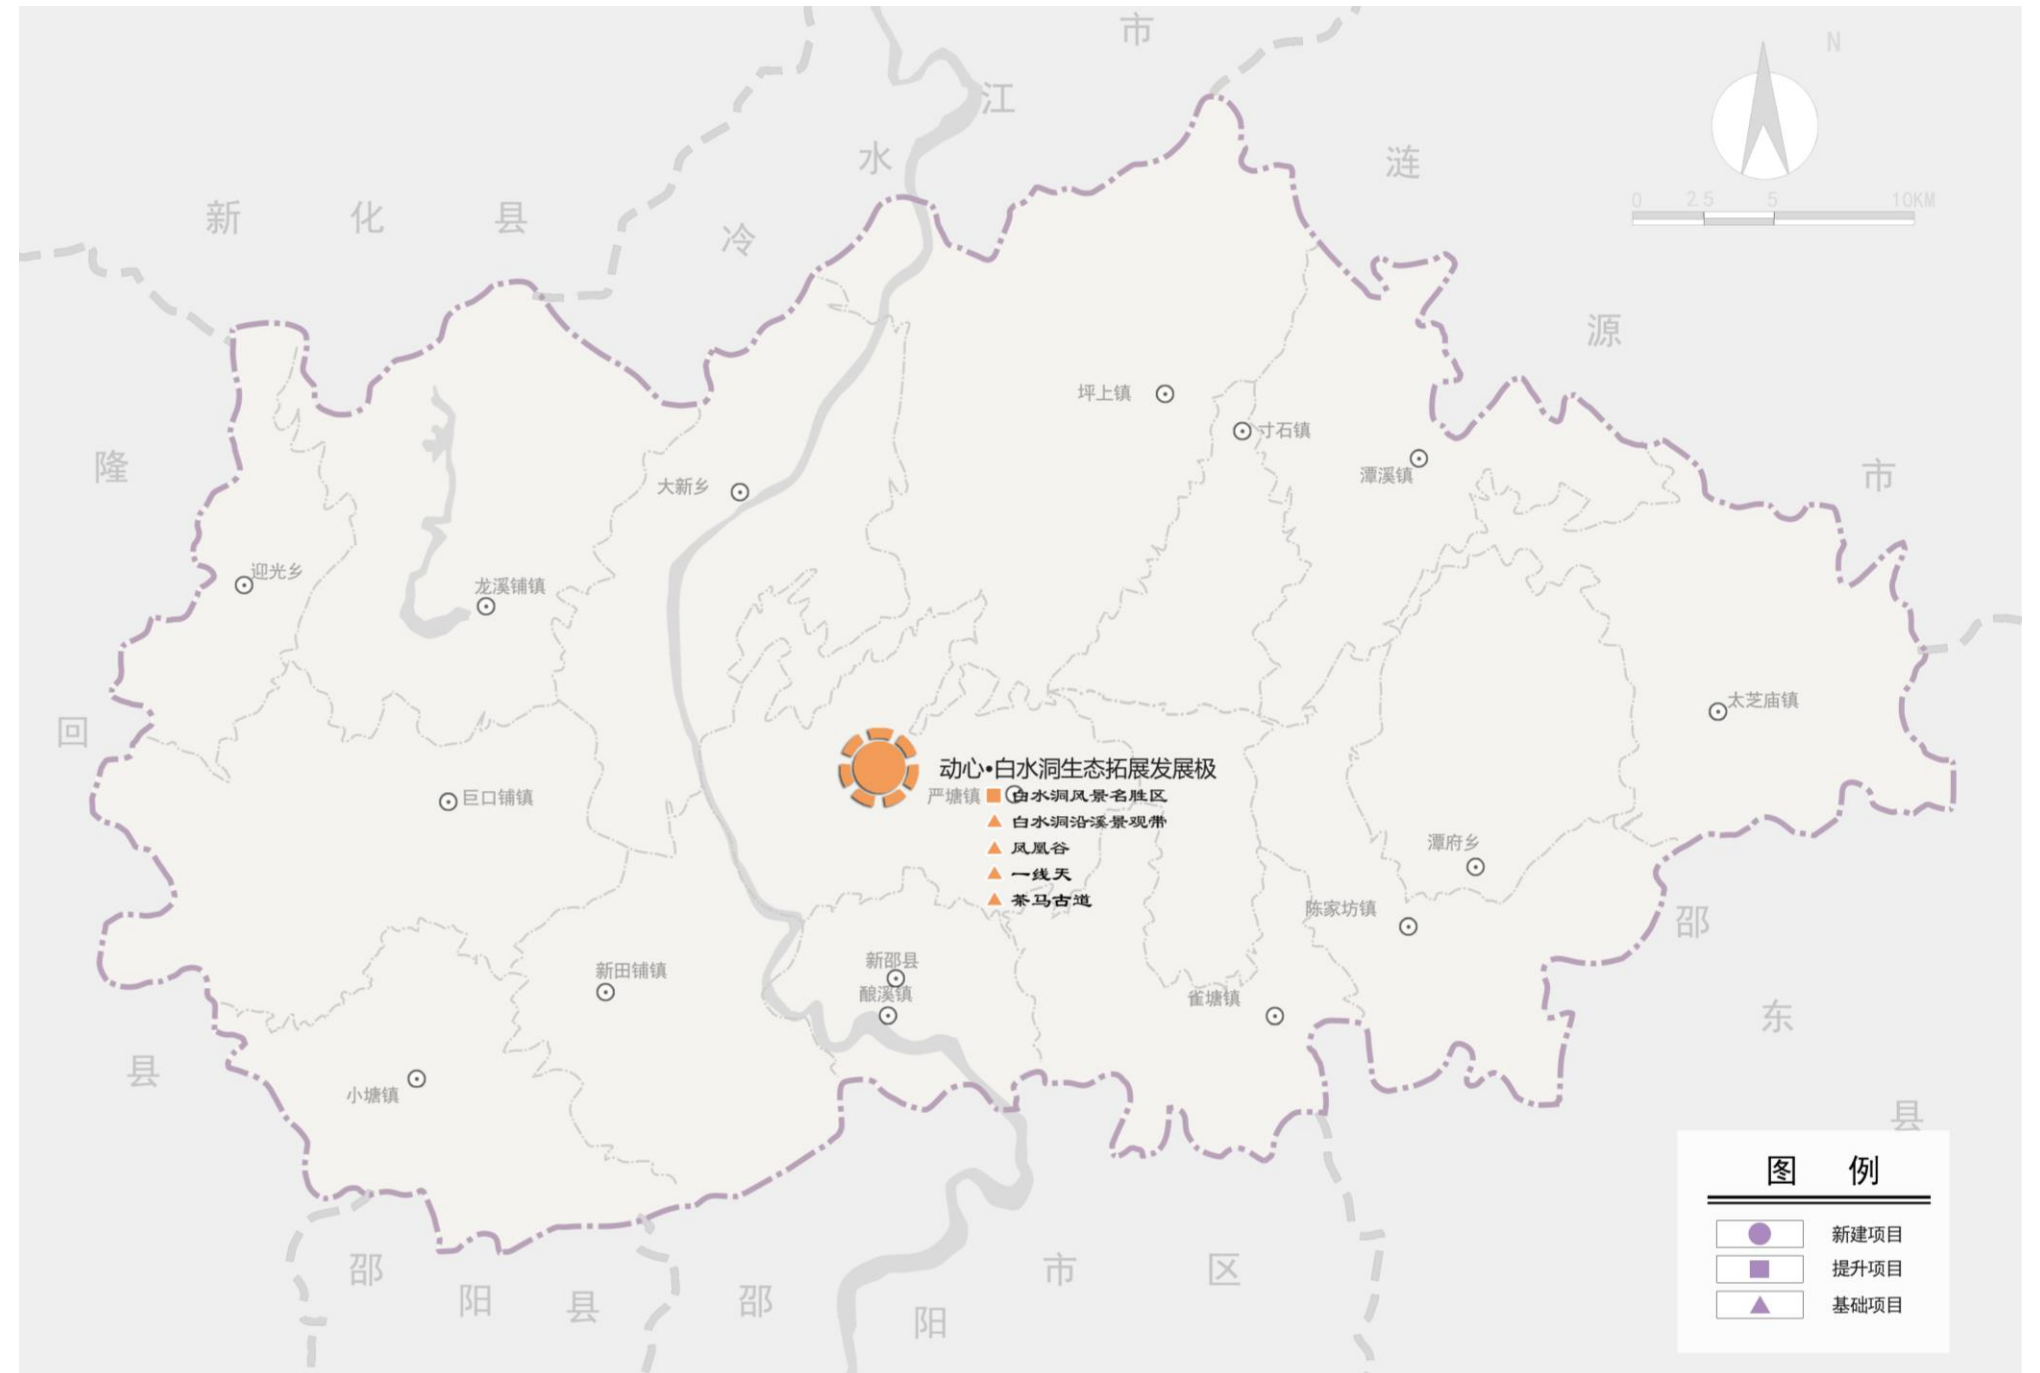 市
N
江
水
涟
0 2.5 5 10KM
新化县
冷
源
坪上镇
寸石镇
隆
潭溪镇
市
大新乡
迎光乡
龙溪铺镇
太芝庙镇
回
动心•白水洞生态拓展发展极
严塘镇
白水洞风景名胜区
巨口铺镇
白水洞沿溪景观带
凤凰谷
潭府乡
一线天
茶马古道
陈家坊镇
邵
新邵县
新田铺镇
酿溪镇
雀塘镇
东
县
小塘镇
县
图 例
新建项目
提升项目
基础项目
邵
阳
县
邵
阳
市
区